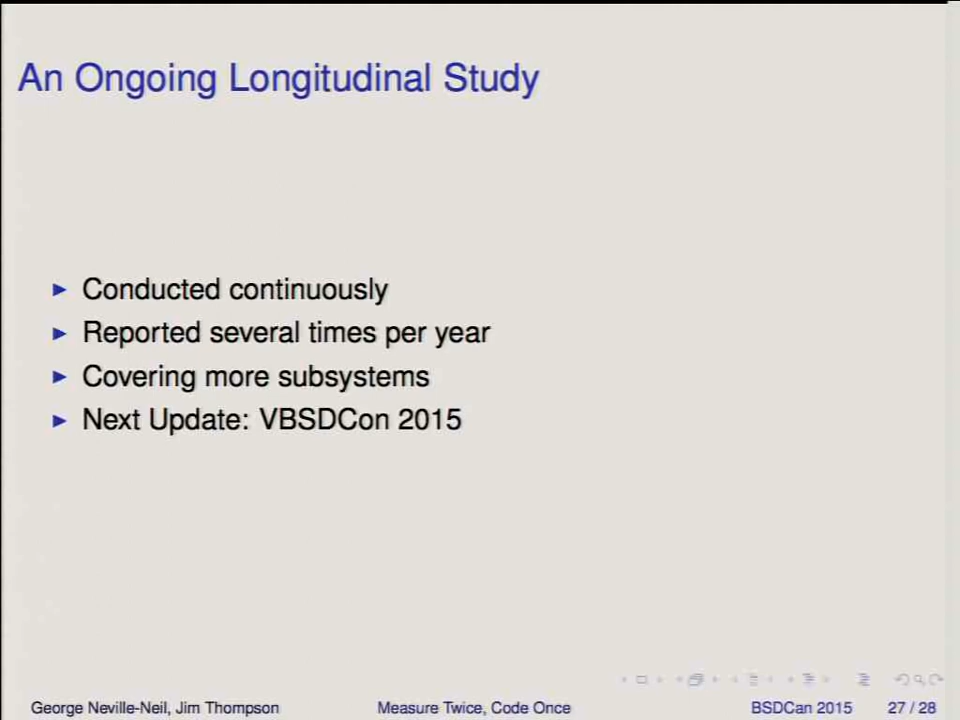 An Ongoing Longitudinal Study
Conducted continuously
Reported several times per year
Covering more subsystems
Next Update: VBSDCon 2015
George Neville-Neil, Jim Thompson
Measure Twice, Code Once
BSDCan 2015
27 / 28